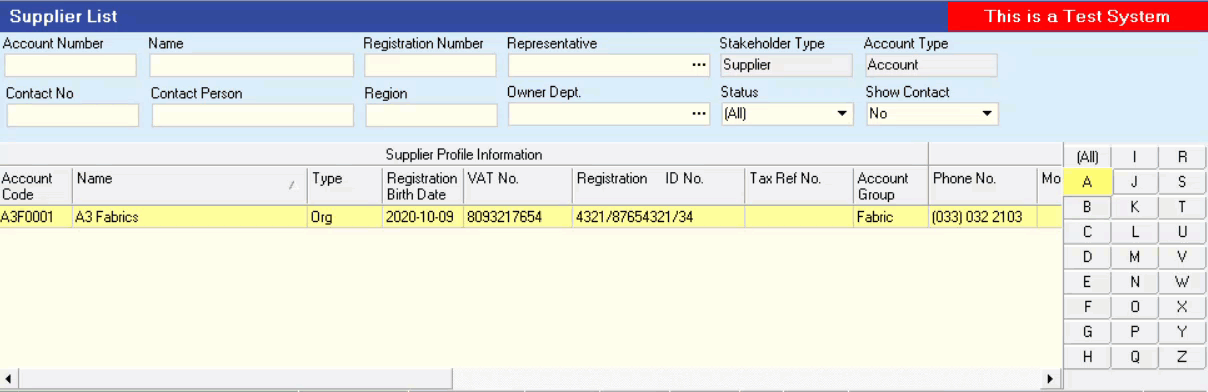 Supplier List
This is a Test System
Account Number Name Registration Number Representative Stakeholder Type Account Type
... Supplier Account
Contact No Contact Person Region Owner Dept. Status Show Contact
... (All) No
Supplier Profile Information
Account Code Name Type Registration Birth Date VAT No. Registration ID No. Tax Ref No. Account Group Phone No. Mo
A3F0001 A3 Fabrics Org 2020-10-09 8093217654 4321/87654321/34 Fabric (033) 032 2103
(All) I R
A J S
B K T
C L U
D M V
E N W
F O X
G P Y
H Q Z